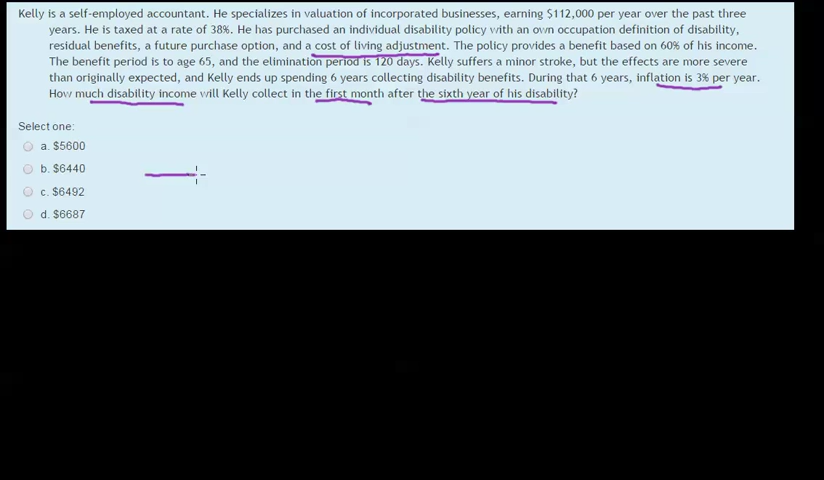 Kelly is a self-employed accountant. He specializes in valuation of incorporated businesses, earning $112,000 per year over the past three
years. He is taxed at a rate of 38%. He has purchased an individual disability policy with an own occupation definition of disability,
residual benefits, a future purchase option, and a cost of living adjustment. The policy provides a benefit based on 60% of his income.
The benefit period is to age 65, and the elimination period is 120 days. Kelly suffers a minor stroke, but the effects are more severe
than originally expected, and Kelly ends up spending 6 years collecting disability benefits. During that 6 years, inflation is 3% per year.
How much disability income will Kelly collect in the first month after the sixth year of his disability?
Select one:
a. $5600
b. $6440
c. $6492
d. $6687